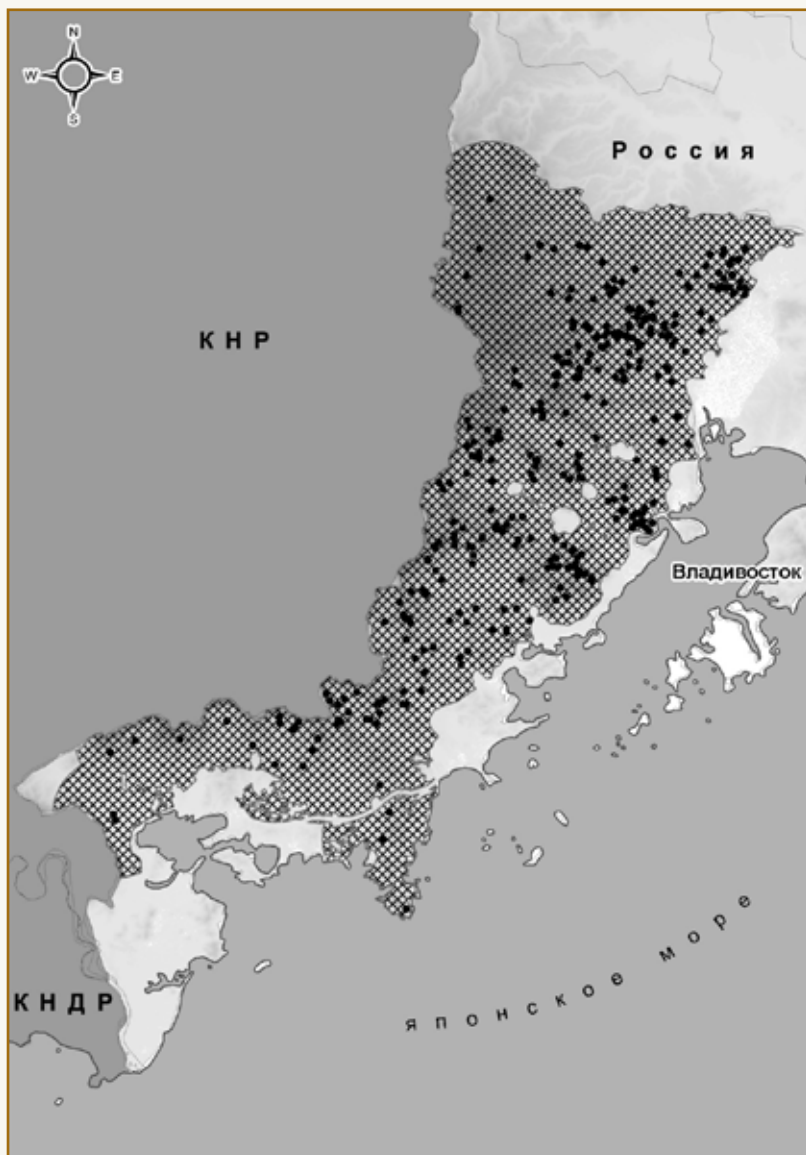 N
W E
S
Россия
КНР
Владивосток
японское море
КНДР